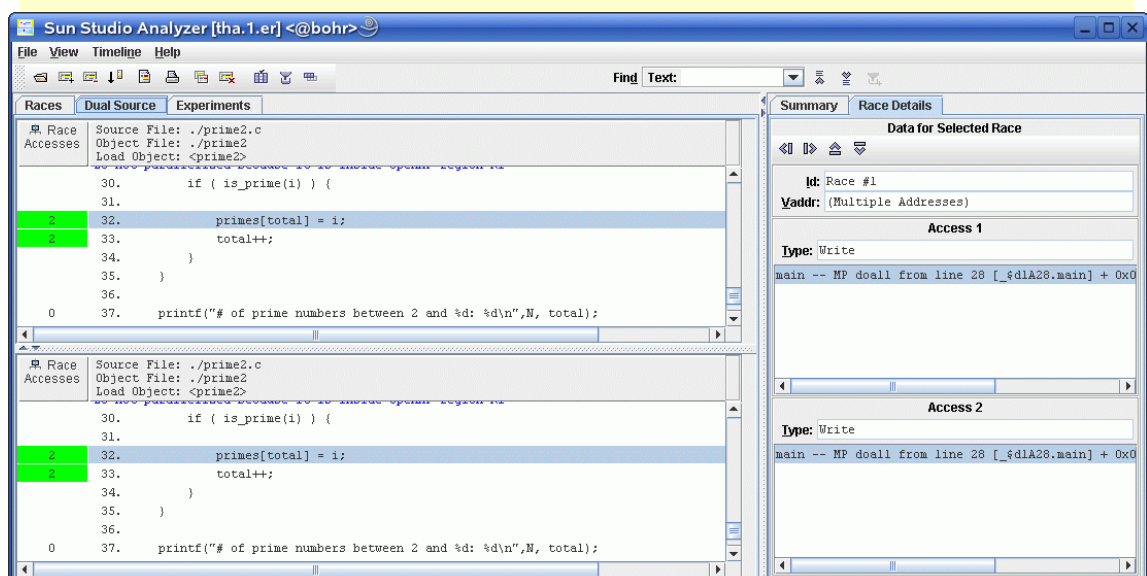 Sun Studio Analyzer [tha.1.er] <@bohr>
File View Timeline Help
Find Text:
Races Dual Source Experiments
Race Accesses
Source File: ./prime2.c
Object File: ./prime2
Load Object: <prime2>
30. if ( is_prime(i) ) {
31.
2 32. primes[total] = i;
2 33. total++;
34. }
35. }
36.
0 37. printf("# of prime numbers between 2 and %d: %d\n",N, total);
Race Accesses
Source File: ./prime2.c
Object File: ./prime2
Load Object: <prime2>
30. if ( is_prime(i) ) {
31.
2 32. primes[total] = i;
2 33. total++;
34. }
35. }
36.
0 37. printf("# of prime numbers between 2 and %d: %d\n",N, total);
Summary Race Details
Data for Selected Race
Id: Race #1
Vaddr: (Multiple Addresses)
Access 1
Type: Write
main -- MP doall from line 28 [_$d1A28.main] + 0x0
Access 2
Type: Write
main -- MP doall from line 28 [_$d1A28.main] + 0x0